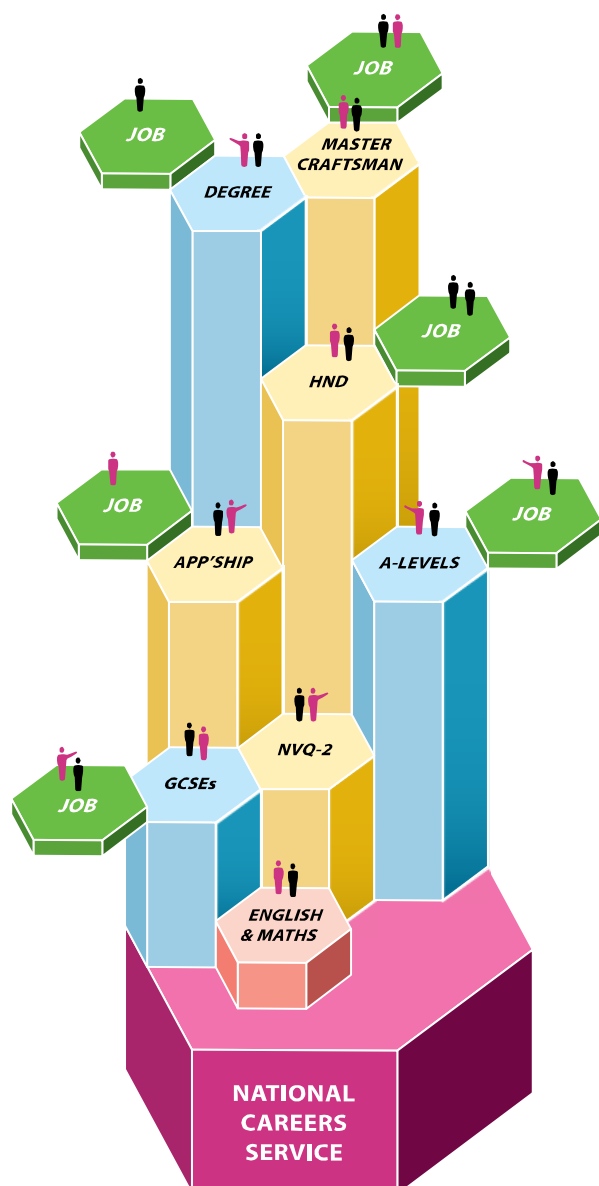 JOB
JOB
MASTER
CRAFTSMAN
DEGREE
JOB
HND
JOB
JOB
APP'SHIP
A-LEVELS
NVQ-2
GCSEs
JOB
ENGLISH
& MATHS
NATIONAL
CAREERS
SERVICE